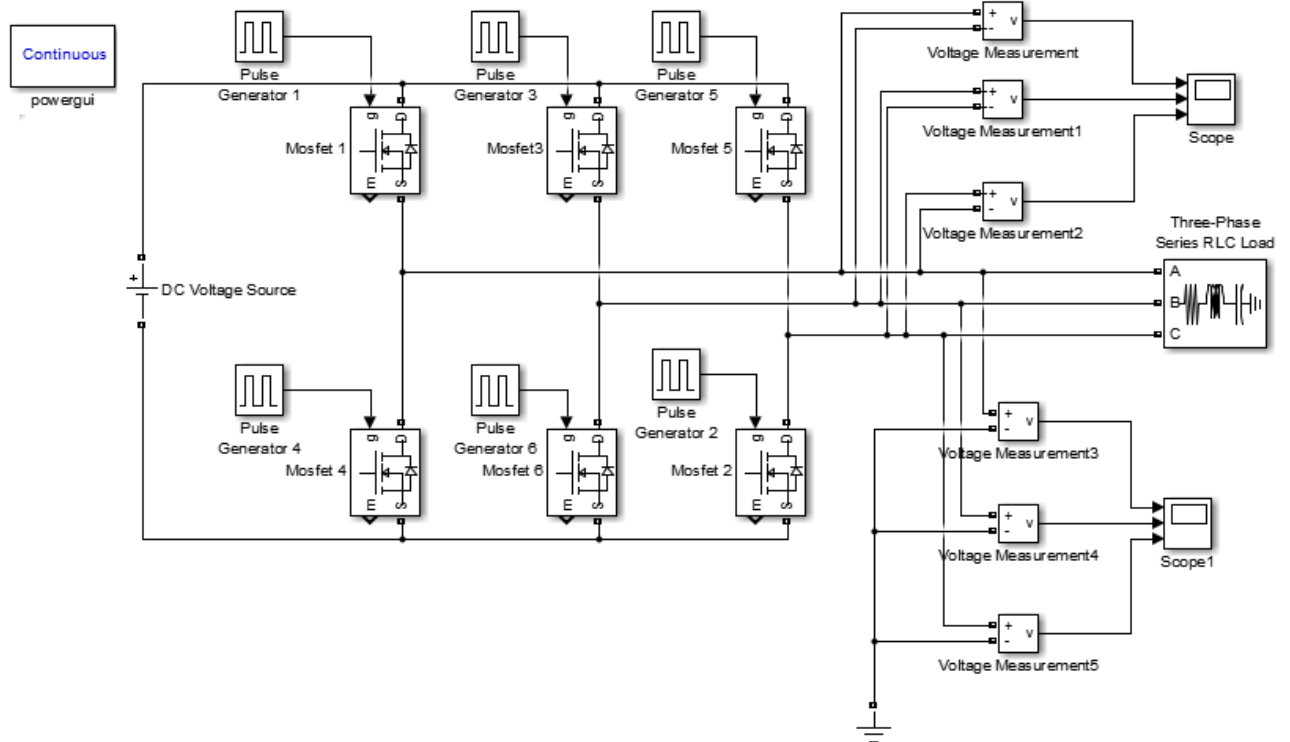 Continuous
powergui
Pulse
Generator 1
Pulse
Generator 3
Pulse
Generator 5
g
D
Mosfet 1
m
S
g
D
Mosfet3
m
S
g
D
Mosfet 5
m
S
+
-
v
Voltage Measurement
+
-
v
Voltage Measurement1
Scope
+
-
v
Voltage Measurement2
Three-Phase
Series RLC Load
A
B
C
+
DC Voltage Source
Pulse
Generator 4
Pulse
Generator 6
Pulse
Generator 2
g
D
Mosfet 4
m
S
g
D
Mosfet 6
m
S
g
D
Mosfet 2
m
S
+
-
v
Voltage Measurement3
+
-
v
Voltage Measurement4
Scope1
+
-
v
Voltage Measurement5